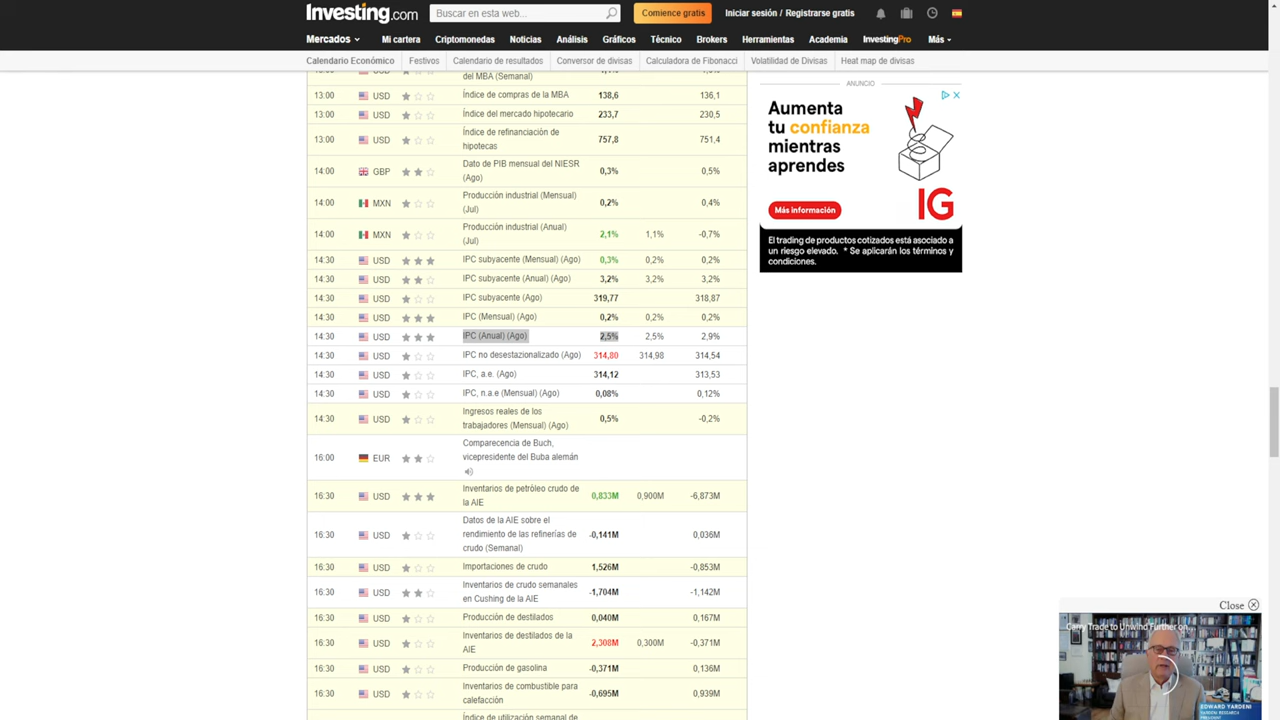 Investing.com
Buscar en esta web...
Comience gratis
Iniciar sesión / Registrarse gratis
Mercados
Mi cartera
Criptomonedas
Noticias
Análisis
Gráficos
Técnico
Brokers
Herramientas
Academia
InvestingPro
Más
Calendario Económico
Festivos
Calendario de resultados
Conversor de divisas
Calculadora de Fibonacci
Volatilidad de Divisas
Heat map de divisas
del MBA (Semanal)
13:00 USD Índice de compras de la MBA 138,6 136,1
13:00 USD Índice del mercado hipotecario 233,7 230,5
13:00 USD Índice de refinanciación de 757,8 751,4
hipotecas
14:00 GBP Dato de PIB mensual del NIESR 0,3% 0,5%
(Ago)
14:00 MXN Producción industrial (Mensual) 0,2% 0,4%
(Jul)
14:00 MXN Producción industrial (Anual) 2,1% 1,1% -0,7%
(Jul)
14:30 USD IPC subyacente (Mensual) (Ago) 0,3% 0,2% 0,2%
14:30 USD IPC subyacente (Anual) (Ago) 3,2% 3,2% 3,2%
14:30 USD IPC subyacente (Ago) 319,77 318,87
14:30 USD IPC (Mensual) (Ago) 0,2% 0,2% 0,2%
14:30 USD IPC (Anual) (Ago) 2,5% 2,5% 2,9%
14:30 USD IPC no desestazionalizado (Ago) 314,80 314,98 314,54
14:30 USD IPC, a.e. (Ago) 314,12 313,53
14:30 USD IPC, n.a.e (Mensual) (Ago) 0,08% 0,12%
14:30 USD Ingresos reales de los 0,5% -0,2%
trabajadores (Mensual) (Ago)
16:00 EUR Comparecencia de Buch,
vicepresidente del Buba alemán
16:30 USD Inventarios de petróleo crudo de 0,833M 0,900M -6,873M
la AIE
16:30 USD Datos de la AIE sobre el -0,141M 0,036M
rendimiento de las refinerías de
crudo (Semanal)
16:30 USD Importaciones de crudo 1,526M -0,853M
16:30 USD Inventarios de crudo semanales -1,704M -1,142M
en Cushing de la AIE
16:30 USD Producción de destilados 0,040M 0,167M
16:30 USD Inventarios de destilados de la 2,308M 0,300M -0,371M
AIE
16:30 USD Producción de gasolina -0,371M 0,136M
16:30 USD Inventarios de combustible para -0,695M 0,939M
calefacción
Índice de utilización semanal de
ANUNCIO
Aumenta
tu confianza
mientras
aprendes
Más información
IG
El trading de productos cotizados está asociado a
un riesgo elevado. * Se aplicarán los términos y
condiciones.
Close
Carry Trade to Unwind Further on...
EDWARD YARDENI
YARDENI RESEARCH
PRESIDENT